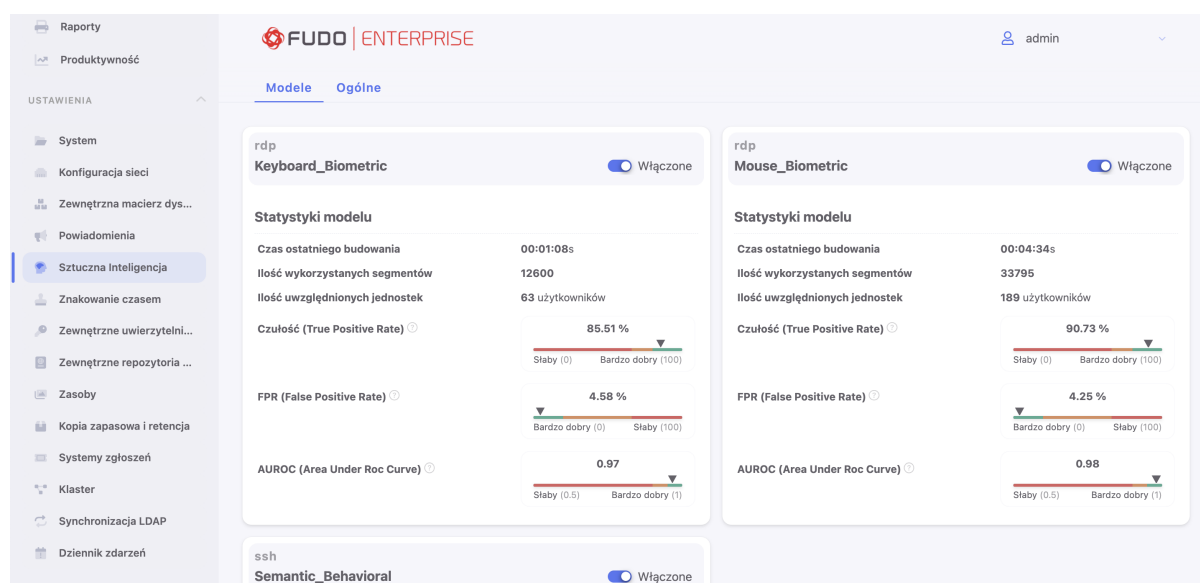 Raporty
Produktywność
USTAWIENIA
System
Konfiguracja sieci
Zewnętrzna macierz dys...
Powiadomienia
Sztuczna Inteligencja
Znakowanie czasem
Zewnętrzne uwierzytelni...
Zewnętrzne repozytoria ...
Zasoby
Kopia zapasowa i retencja
Systemy zgłoszeń
Klaster
Synchronizacja LDAP
Dziennik zdarzeń
FUDO ENTERPRISE
admin
Modele Ogólne
rdp
Keyboard_Biometric Włączone
Statystyki modelu
Czas ostatniego budowania 00:01:08s
Ilość wykorzystanych segmentów 12600
Ilość uwzględnionych jednostek 63 użytkowników
Czułość (True Positive Rate) ? 85.51 %
Słaby (0) Bardzo dobry (100)
FPR (False Positive Rate) ? 4.58 %
Bardzo dobry (0) Słaby (100)
AUROC (Area Under Roc Curve) ? 0.97
Słaby (0.5) Bardzo dobry (1)
rdp
Mouse_Biometric Włączone
Statystyki modelu
Czas ostatniego budowania 00:04:34s
Ilość wykorzystanych segmentów 33795
Ilość uwzględnionych jednostek 189 użytkowników
Czułość (True Positive Rate) ? 90.73 %
Słaby (0) Bardzo dobry (100)
FPR (False Positive Rate) ? 4.25 %
Bardzo dobry (0) Słaby (100)
AUROC (Area Under Roc Curve) ? 0.98
Słaby (0.5) Bardzo dobry (1)
ssh
Semantic_Behavioral Włączone